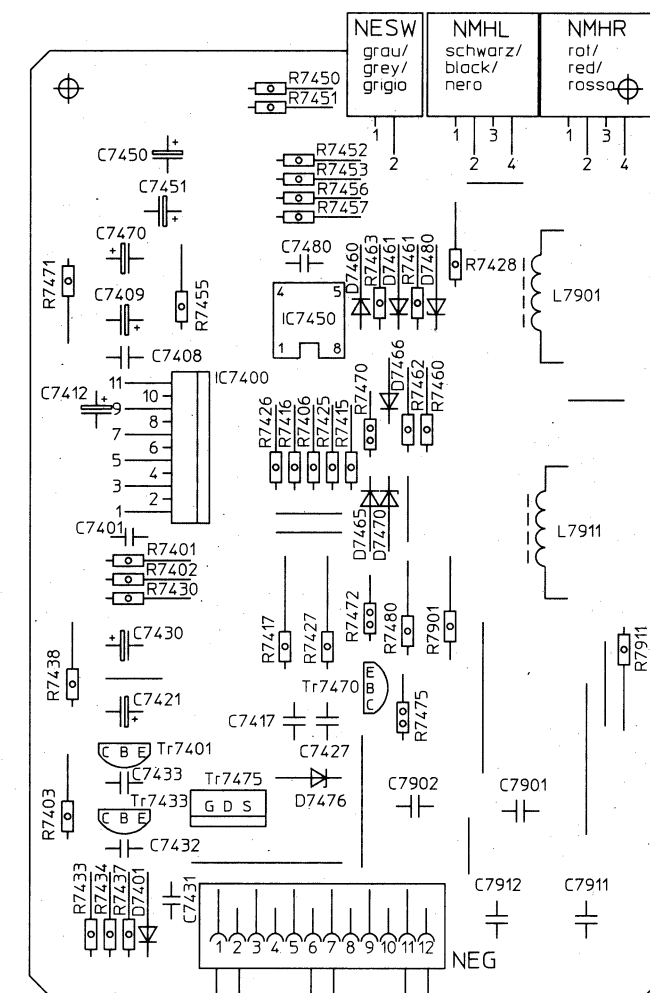 NESW
grau/
grey/
grigio
NMHL
schwarz/
black/
nero
NMHR
rot/
red/
rosso
1
2
1 3
2 4
1 3
2 4
R7450
R7451
C7450
+
R7452
R7453
R7456
R7457
C7451
+
C7470
+
C7480
D7460
R7463
D7461
R7461
D7480
R7428
R7471
R7455
C7409
+
4 5
IC7450
1 8
L7901
C7408
IC7400
C7412
+
11
10
9
8
7
6
5
4
3
2
1
R7426
R7416
R7406
R7425
R7415
R7470
D7466
R7462
R7460
D7465
D7470
L7911
C7401
R7401
R7402
R7430
R7417
R7427
R7472
R7480
R7901
R7911
C7430
+
R7438
Tr7470
E
B
C
R7475
C7421
+
C7417
C7427
Tr7401
C B E
C7433
Tr7475
G D S
D7476
C7902
C7901
R7403
Tr7433
C B E
C7432
R7433
R7434
R7437
D7401
C7431
C7912
C7911
1 2 3 4 5 6 7 8 9 10 11 12
NEG